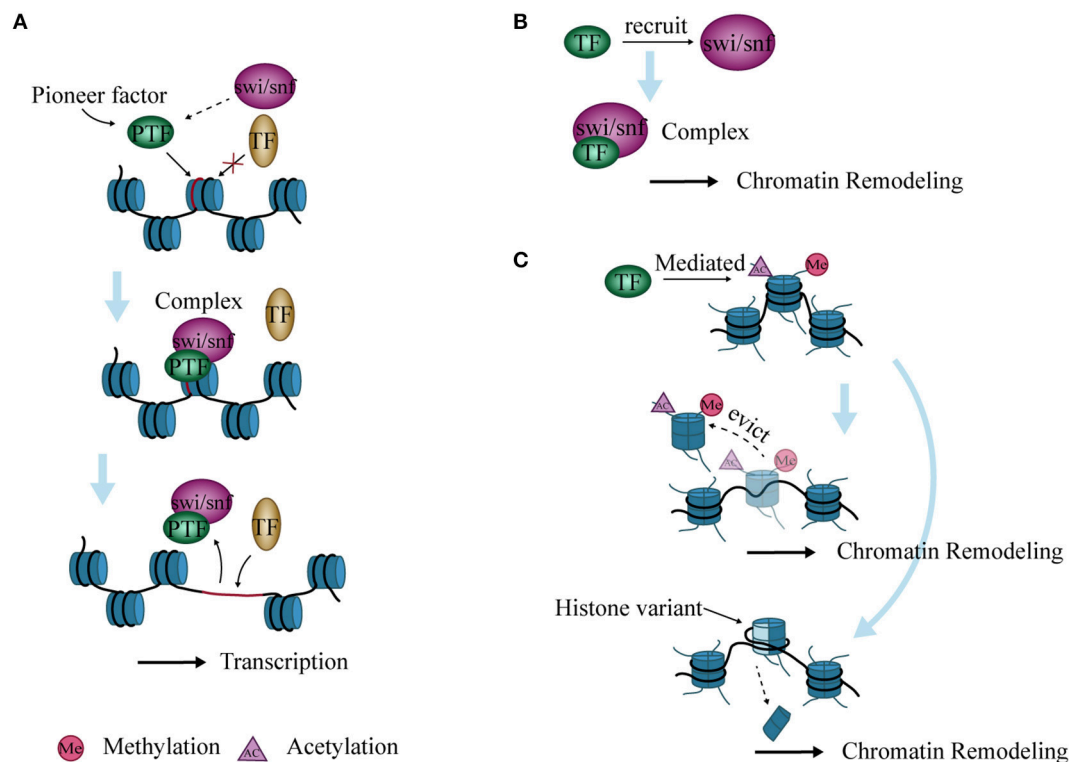 A
Pioneer factor
swi/snf
PTF
TF
Complex
TF
swi/snf
PTF
swi/snf
TF
PTF
Transcription
Me Methylation AC Acetylation
B
TF recruit swi/snf
swi/snf
TF
Complex
Chromatin Remodeling
C
TF Mediated AC Me
AC Me evict
AC Me
Chromatin Remodeling
Histone variant
Chromatin Remodeling